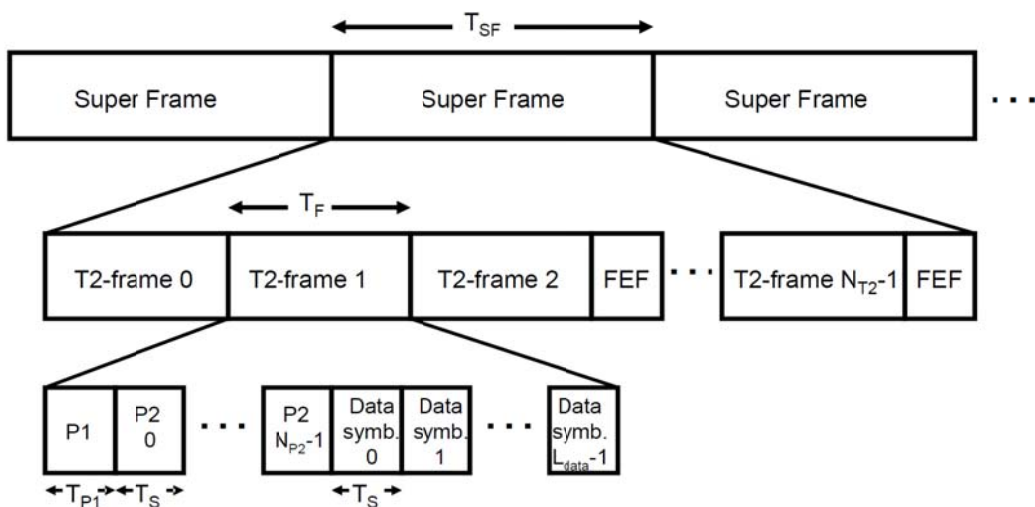 T_SF
Super Frame Super Frame Super Frame ...
T_F
T2-frame 0 T2-frame 1 T2-frame 2 FEF ... T2-frame N_T2-1 FEF
P1
P2
0
...
P2
N_P2-1
Data
symb.
0
Data
symb.
1
...
Data
symb.
L_data-1
T_P1 T_S T_S